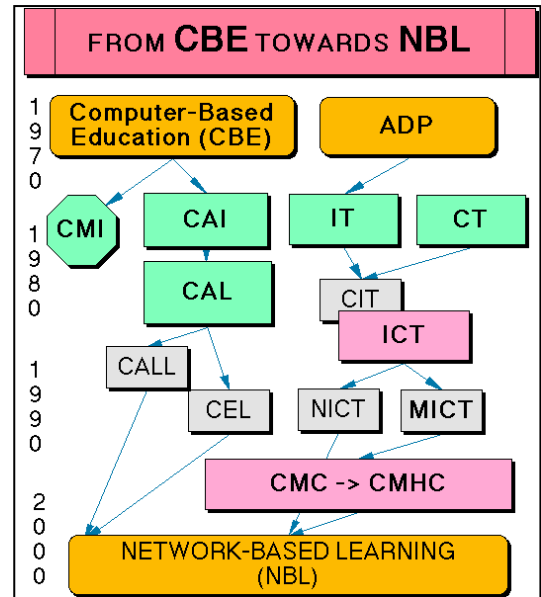 FROM CBE TOWARDS NBL
1970
Computer-Based
Education (CBE)
ADP
CMI
CAI
IT
CT
1980
CAL
CIT
ICT
1990
CALL
CEL
NICT
MICT
CMC -> CMHC
2000
NETWORK-BASED LEARNING
(NBL)